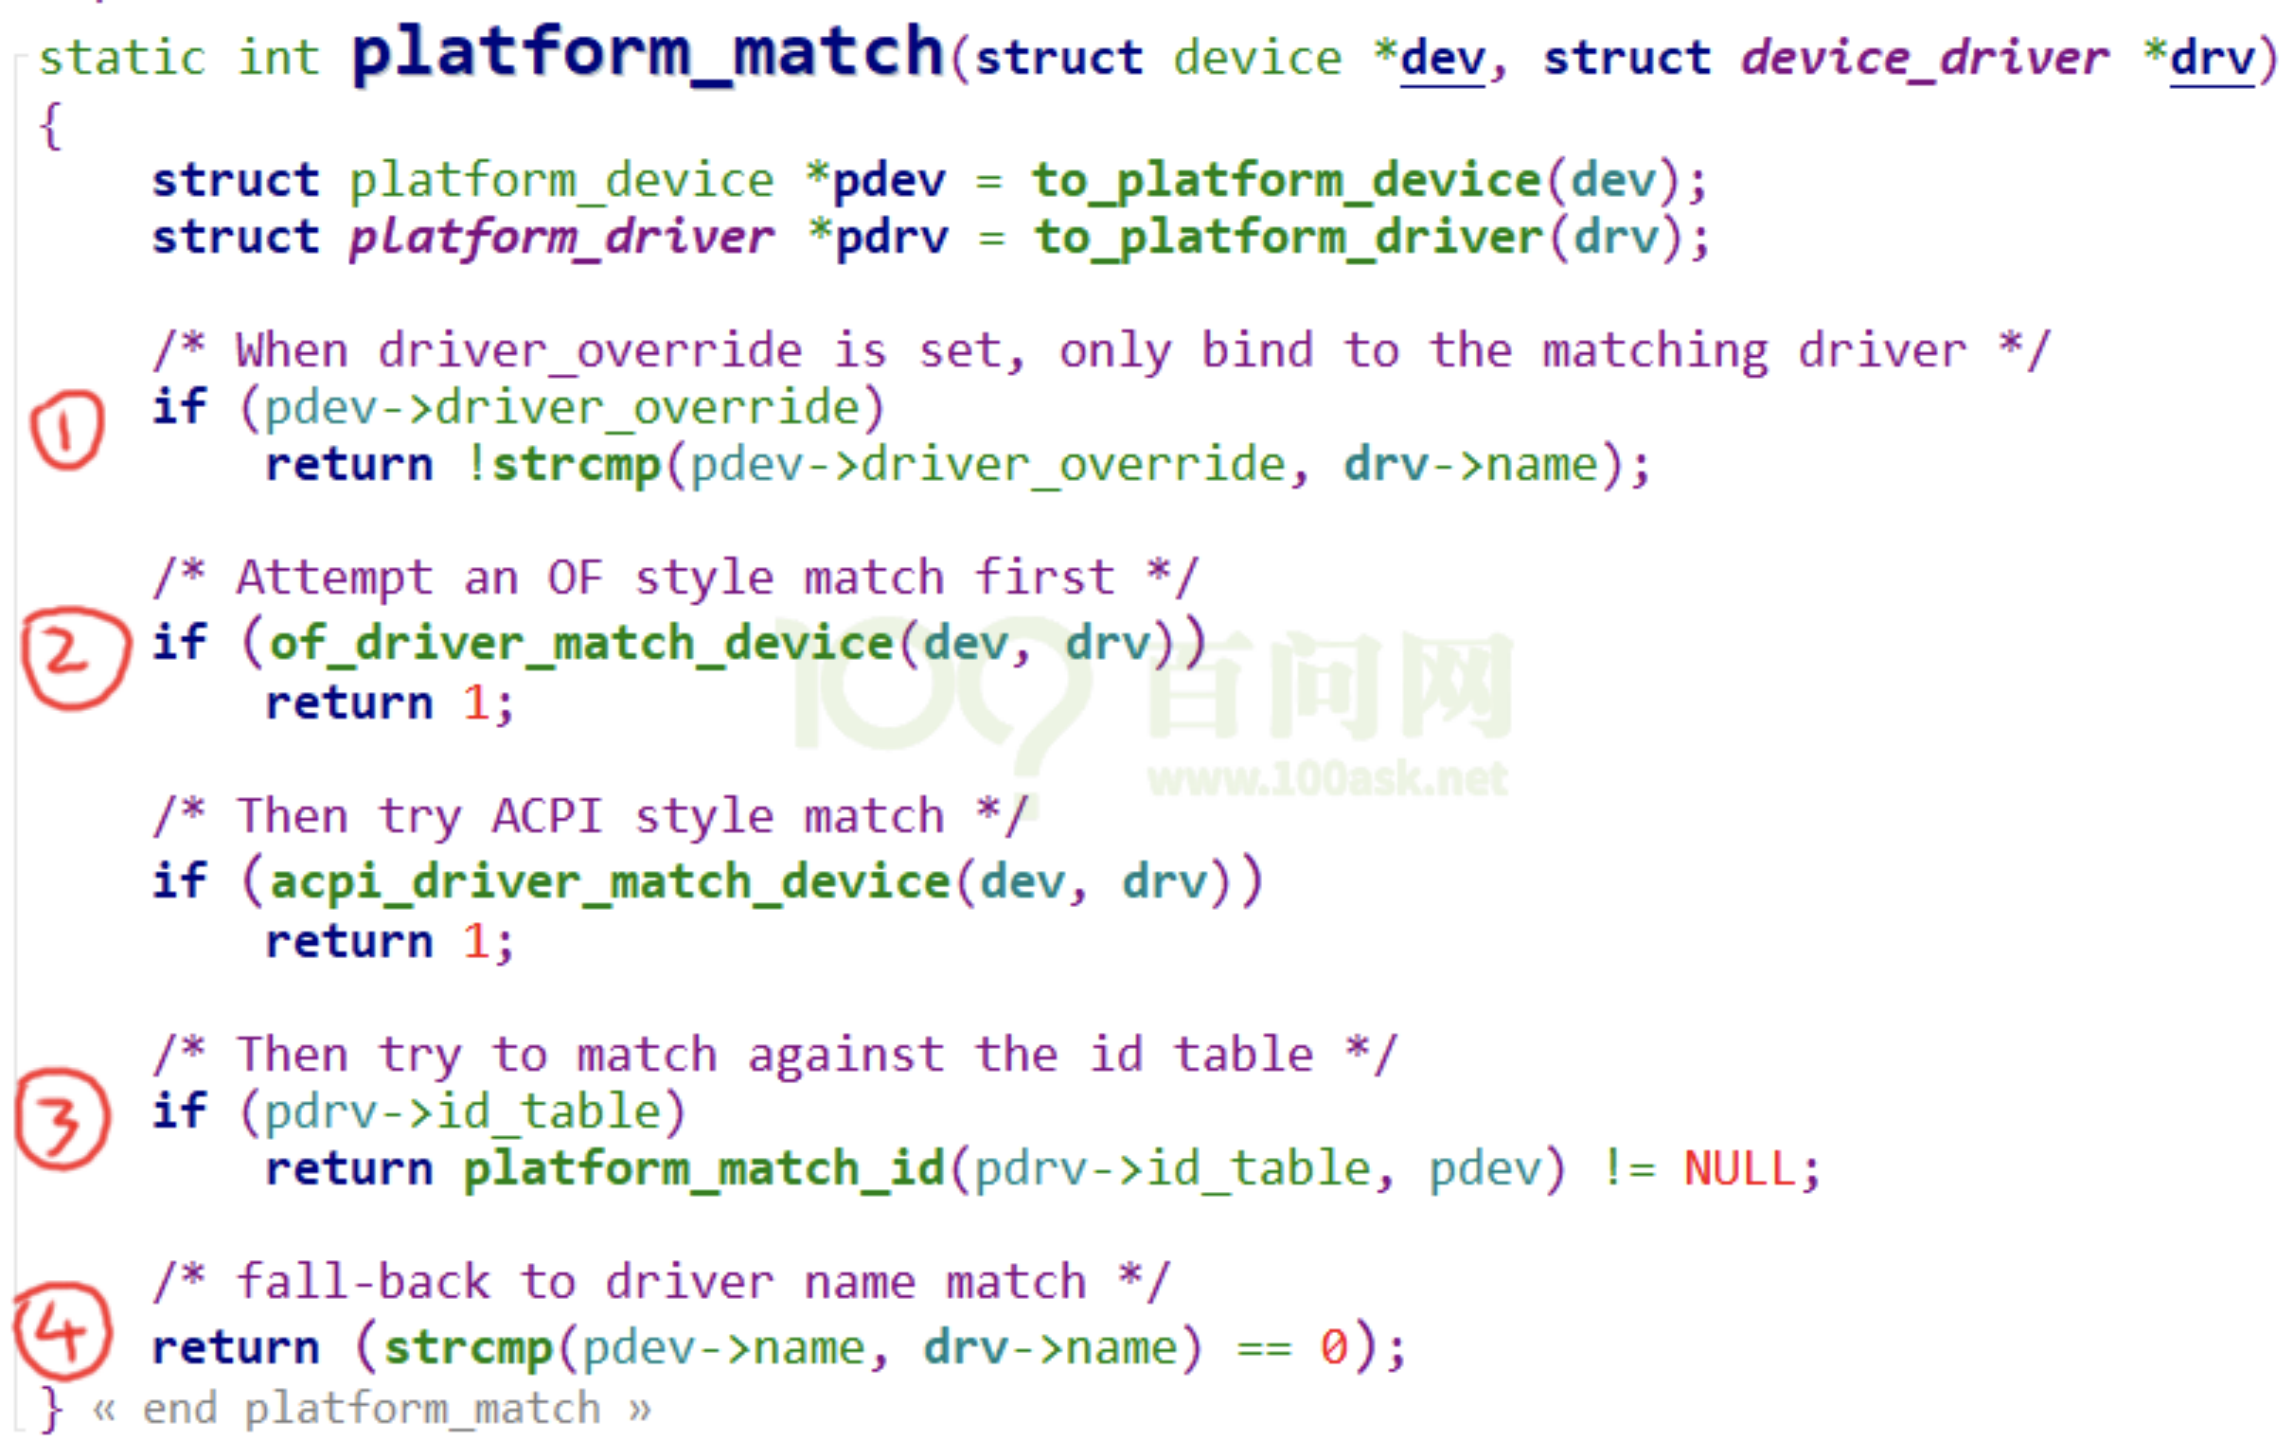 static int platform_match(struct device *dev, struct device_driver *drv)
{
    struct platform_device *pdev = to_platform_device(dev);
    struct platform_driver *pdrv = to_platform_driver(drv);
    /* When driver_override is set, only bind to the matching driver */
①   if (pdev->driver_override)
        return !strcmp(pdev->driver_override, drv->name);
    /* Attempt an OF style match first */
②   if (of_driver_match_device(dev, drv))
        return 1;
百问网
www.100ask.net
    /* Then try ACPI style match */
    if (acpi_driver_match_device(dev, drv))
        return 1;
    /* Then try to match against the id table */
③   if (pdrv->id_table)
        return platform_match_id(pdrv->id_table, pdev) != NULL;
    /* fall-back to driver name match */
④   return (strcmp(pdev->name, drv->name) == 0);
} « end platform_match »